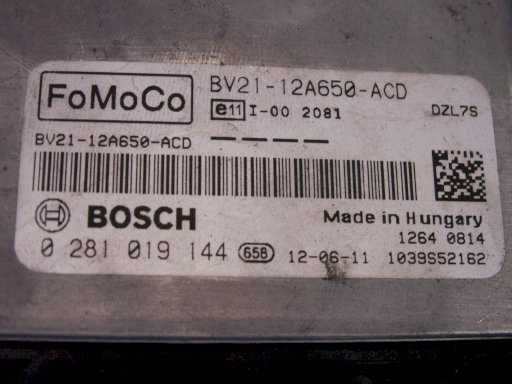 FoMoCo
BV21-12A650-ACD
e11 I-00 2081
DZL7S
BV21-12A650-ACD
BOSCH
Made in Hungary
1264 0814
0 281 019 144 658 12-06-11 1039S52162